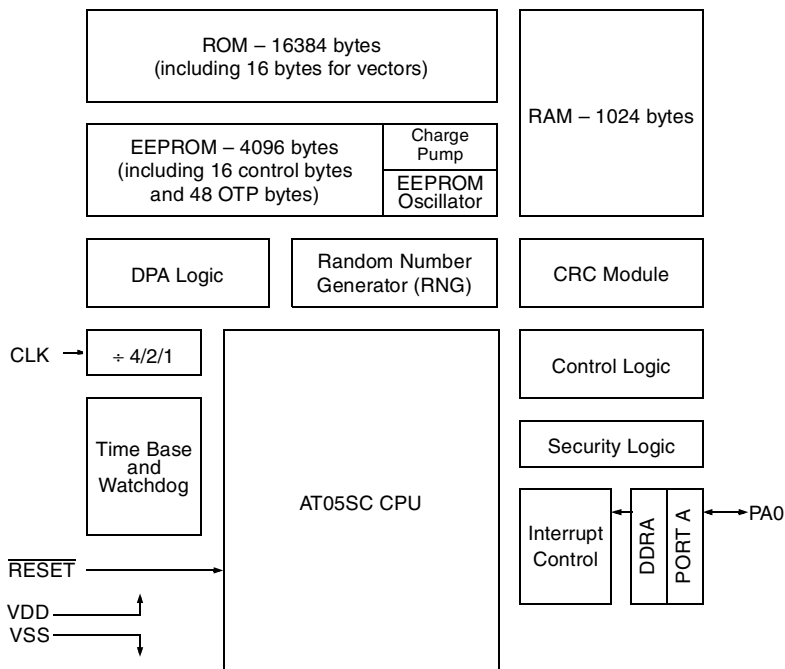 ROM – 16384 bytes
(including 16 bytes for vectors)
RAM – 1024 bytes
EEPROM – 4096 bytes
(including 16 control bytes
and 48 OTP bytes)
Charge
Pump
EEPROM
Oscillator
DPA Logic
Random Number
Generator (RNG)
CRC Module
CLK
÷ 4/2/1
Control Logic
Time Base
and
Watchdog
AT05SC CPU
Security Logic
Interrupt
Control
DDRA
PORT A
PA0
RESET
VDD
VSS